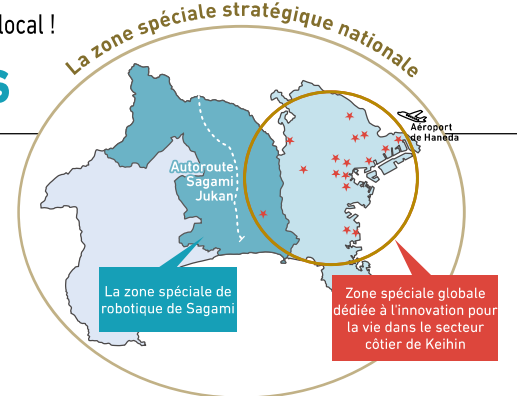 local !
s
La zone spéciale stratégique nationale
Aéroport
de Haneda
Autoroute
Sagami
Jukan
La zone spéciale de
robotique de Sagami
Zone spéciale globale
dédiée à l'innovation pour
la vie dans le secteur
côtier de Keihin